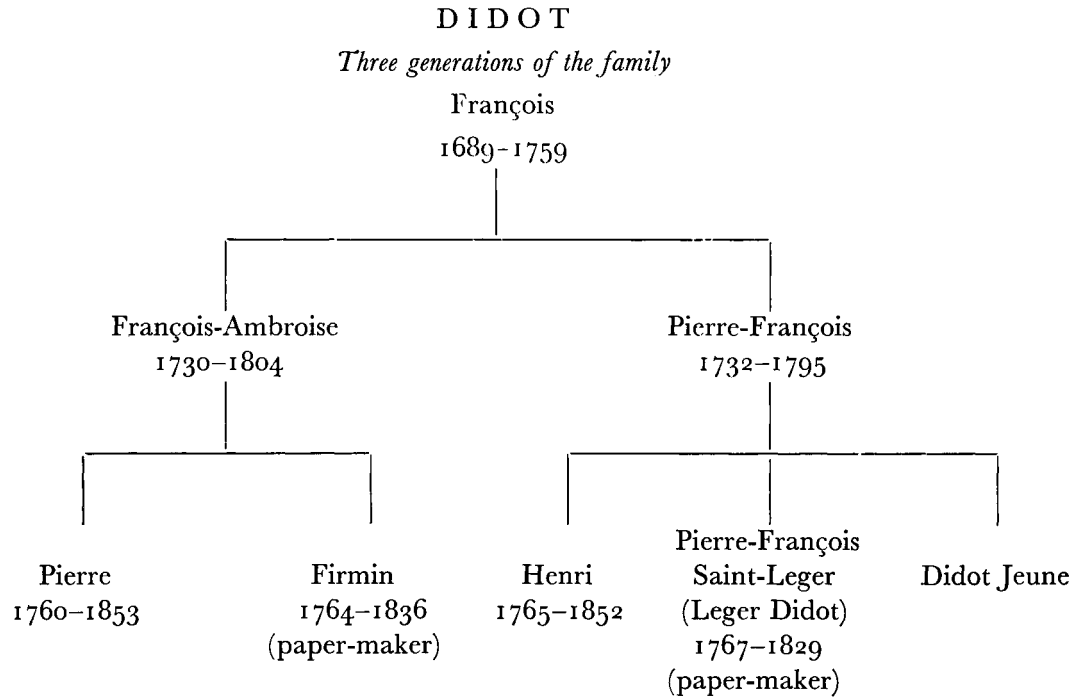 DIDOT
Three generations of the family
François
1689-1759
François-Ambroise
1730–1804
Pierre-François
1732–1795
Pierre
1760–1853
Firmin
1764–1836
(paper-maker)
Henri
1765–1852
Pierre-François
Saint-Leger
(Leger Didot)
1767–1829
(paper-maker)
Didot Jeune